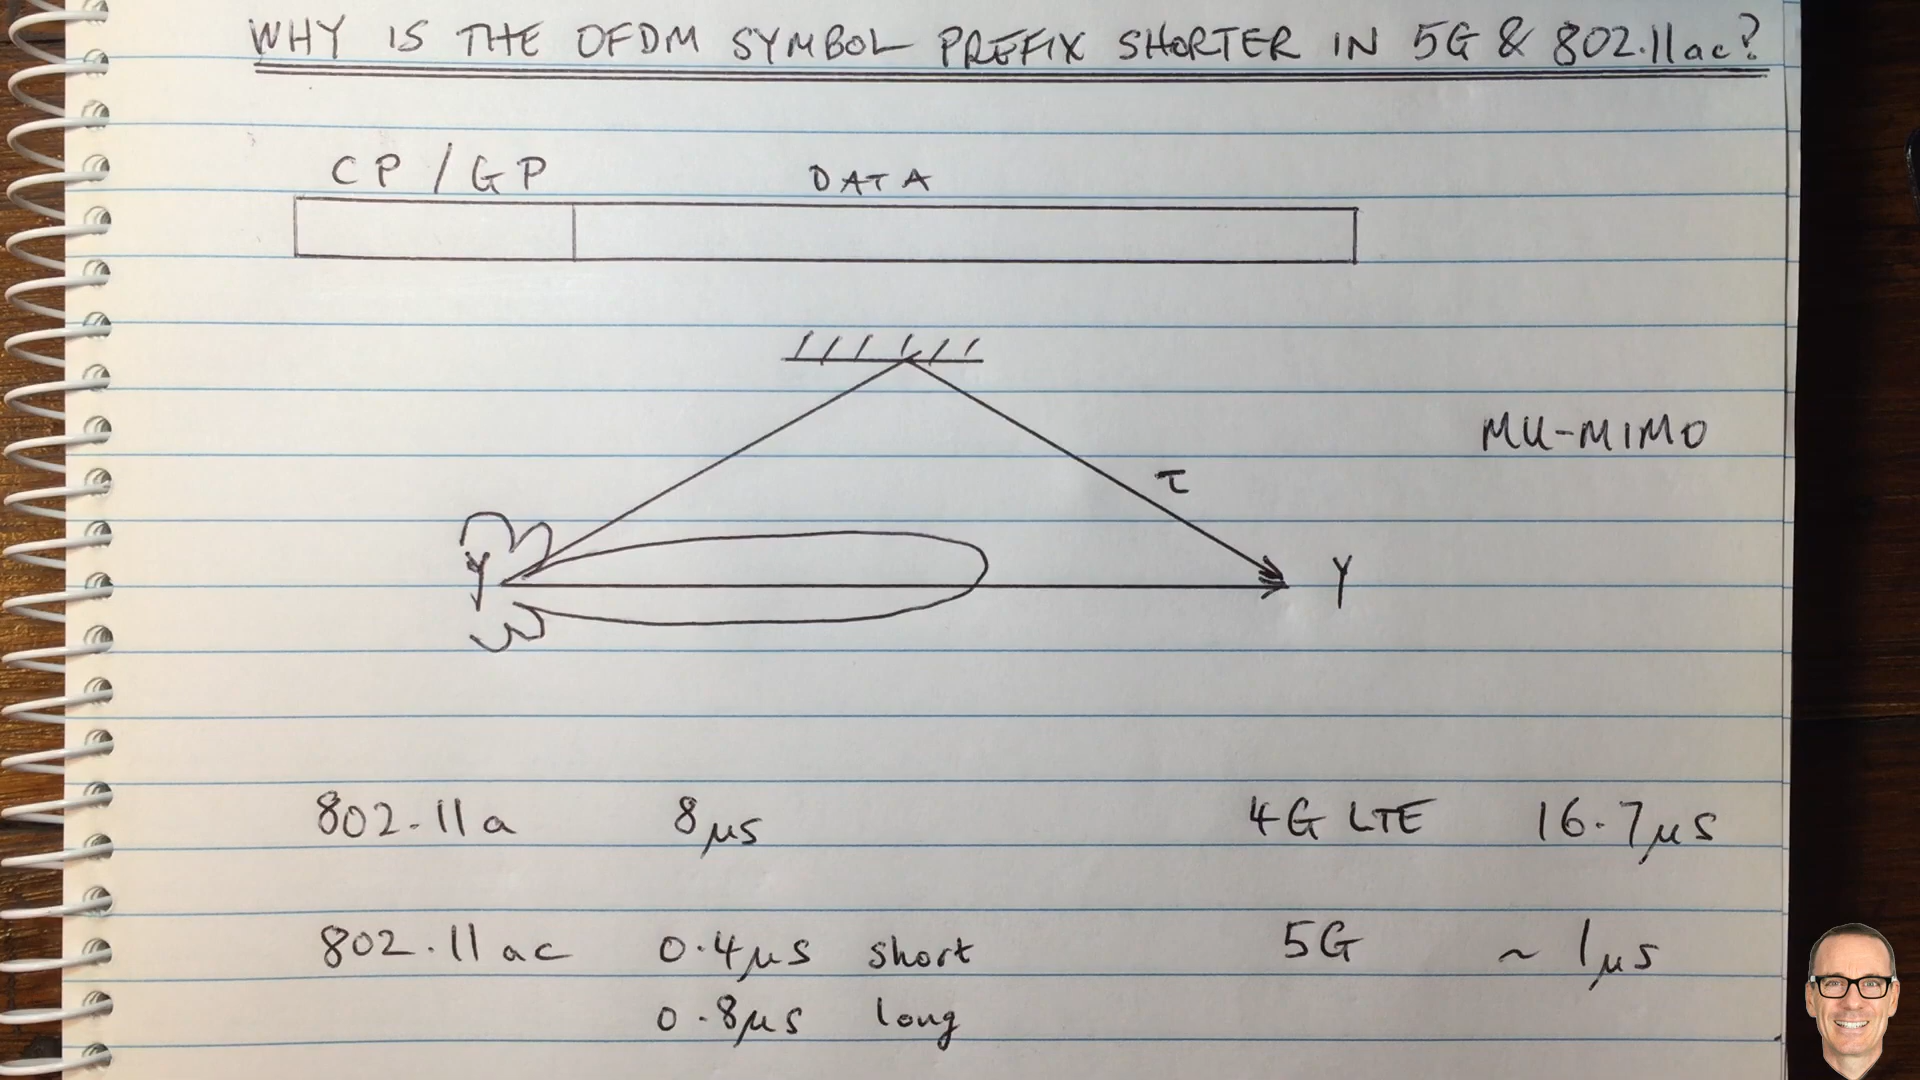 WHY IS THE OFDM SYMBOL PREFIX SHORTER IN 5G & 802.11ac?
CP / GP
DATA
MU-MIMO
τ
Y
Y
802.11a 8μs
4G LTE 16.7μs
802.11ac 0.4μs short
5G ~ 1μs
0.8μs long